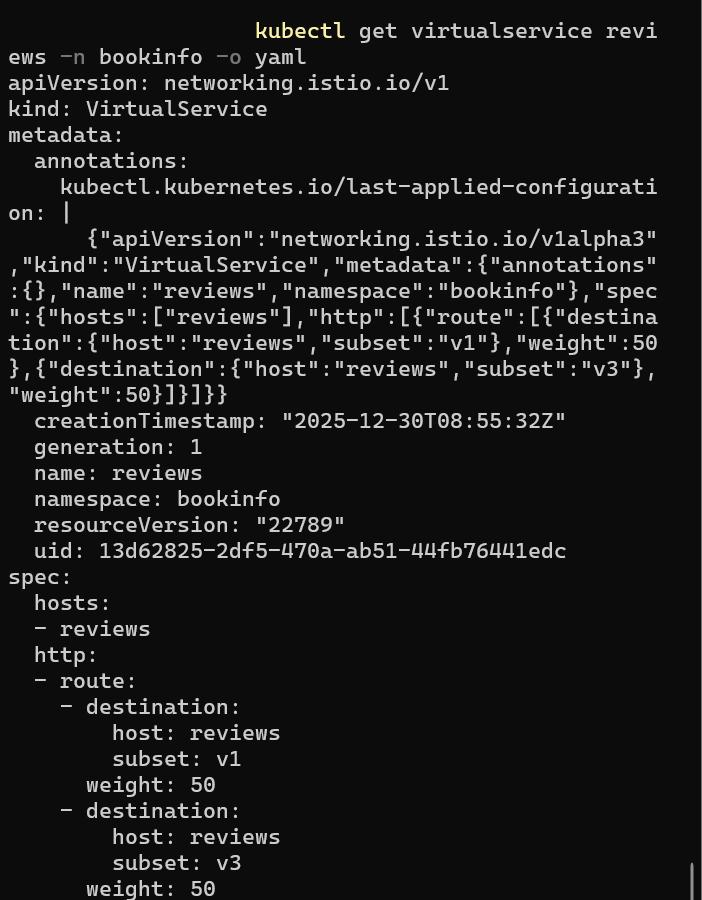 kubectl get virtualservice revi
ews -n bookinfo -o yaml
apiVersion: networking.istio.io/v1
kind: VirtualService
metadata:
  annotations:
    kubectl.kubernetes.io/last-applied-configurati
on: |
      {"apiVersion":"networking.istio.io/v1alpha3"
,"kind":"VirtualService","metadata":{"annotations"
:{},"name":"reviews","namespace":"bookinfo"},"spec
":{"hosts":["reviews"],"http":[{"route":[{"destina
tion":{"host":"reviews","subset":"v1"},"weight":50
},{"destination":{"host":"reviews","subset":"v3"},
"weight":50}]}]}}
  creationTimestamp: "2025-12-30T08:55:32Z"
  generation: 1
  name: reviews
  namespace: bookinfo
  resourceVersion: "22789"
  uid: 13d62825-2df5-470a-ab51-44fb76441edc
spec:
  hosts:
  - reviews
  http:
  - route:
    - destination:
        host: reviews
        subset: v1
      weight: 50
    - destination:
        host: reviews
        subset: v3
      weight: 50